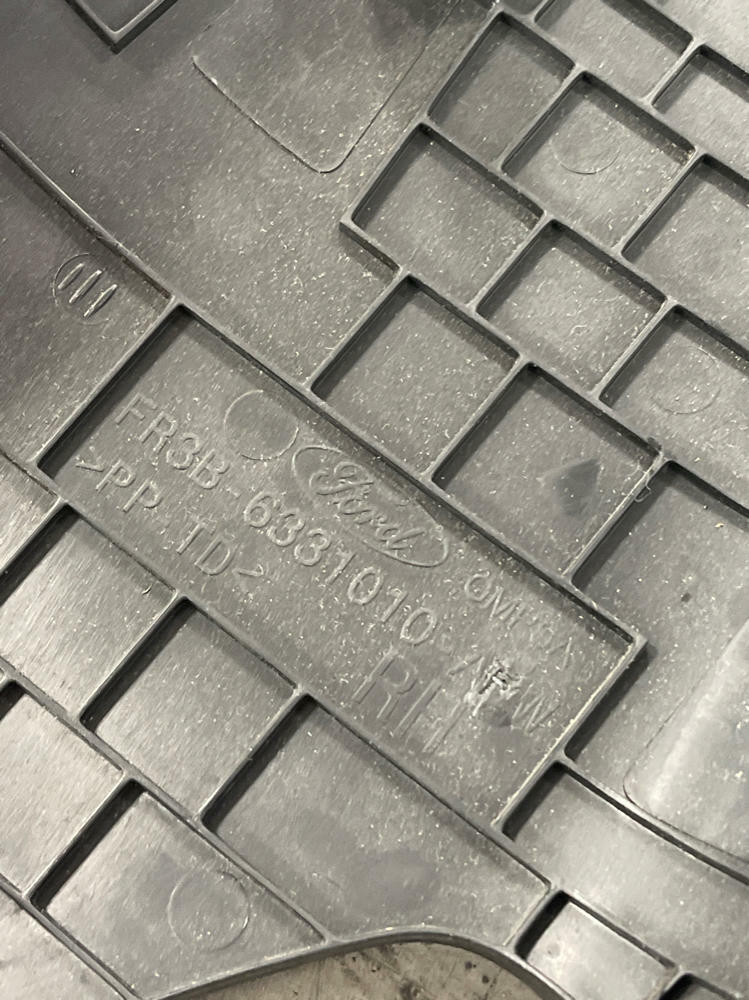 Ford
FR3B-6331010
>PP-TD<
RH